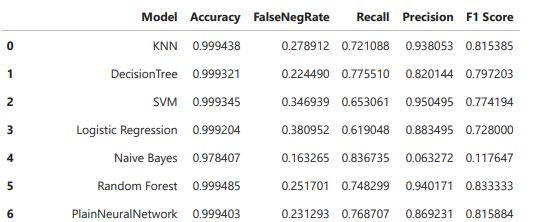 Model Accuracy FalseNegRate Recall Precision F1 Score
0 KNN 0.999438 0.278912 0.721088 0.938053 0.815385
1 DecisionTree 0.999321 0.224490 0.775510 0.820144 0.797203
2 SVM 0.999345 0.346939 0.653061 0.950495 0.774194
3 Logistic Regression 0.999204 0.380952 0.619048 0.883495 0.728000
4 Naive Bayes 0.978407 0.163265 0.836735 0.063272 0.117647
5 Random Forest 0.999485 0.251701 0.748299 0.940171 0.833333
6 PlainNeuralNetwork 0.999403 0.231293 0.768707 0.869231 0.815884